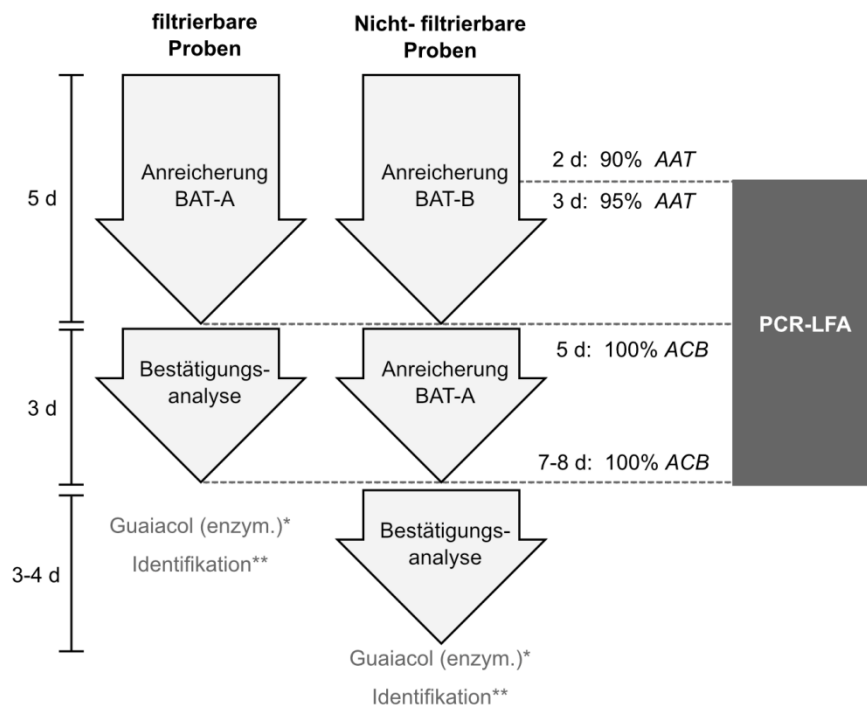 filtrierbare
Proben
Nicht- filtrierbare
Proben
5 d
Anreicherung
BAT-A
Anreicherung
BAT-B
2 d: 90% AAT
3 d: 95% AAT
PCR-LFA
5 d: 100% ACB
3 d
Bestätigungs-
analyse
Anreicherung
BAT-A
7-8 d: 100% ACB
3-4 d
Guaiacol (enzym.)*
Identifikation**
Bestätigungs-
analyse
Guaiacol (enzym.)*
Identifikation**